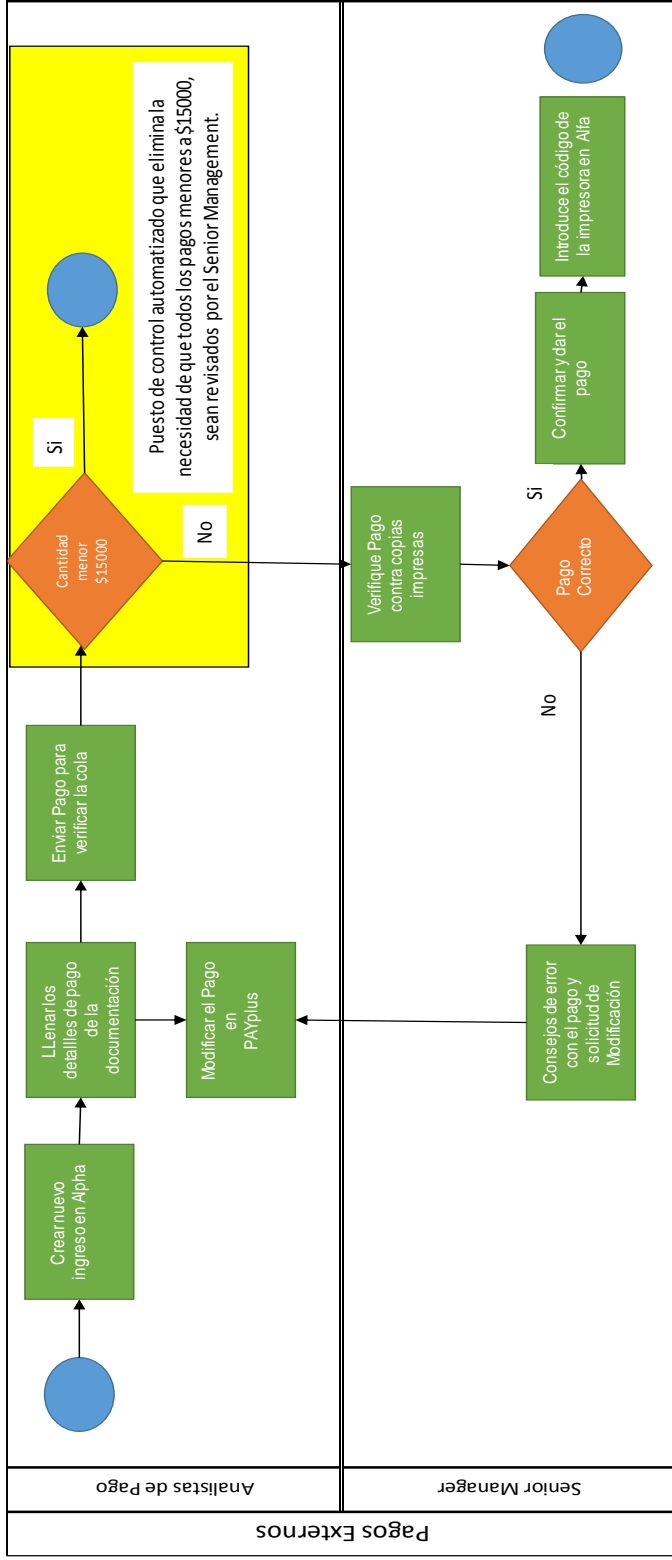 Pagos Externos
Analistas de Pago
Crear nuevo
ingreso en Alpha
LLenar los
detallles de pago
de la
documentación
Modificar el Pago
en
PAYplus
Enviar Pago para
verificar la cola
Cantidad
menor
$15000
Si
No
Puesto de control automatizado que elimina la
necesidad de que todos los pagos menores a $15000,
sean revisados por el Senior Management.
Senior Manager
Verifique Pago
contra copias
impresas
Pago
Correcto
No
Si
Consejos de error
con el pago y
solicitud de
Modificación
Confirmar y dar el
pago
Introduce el código de
la impresora en Alfa